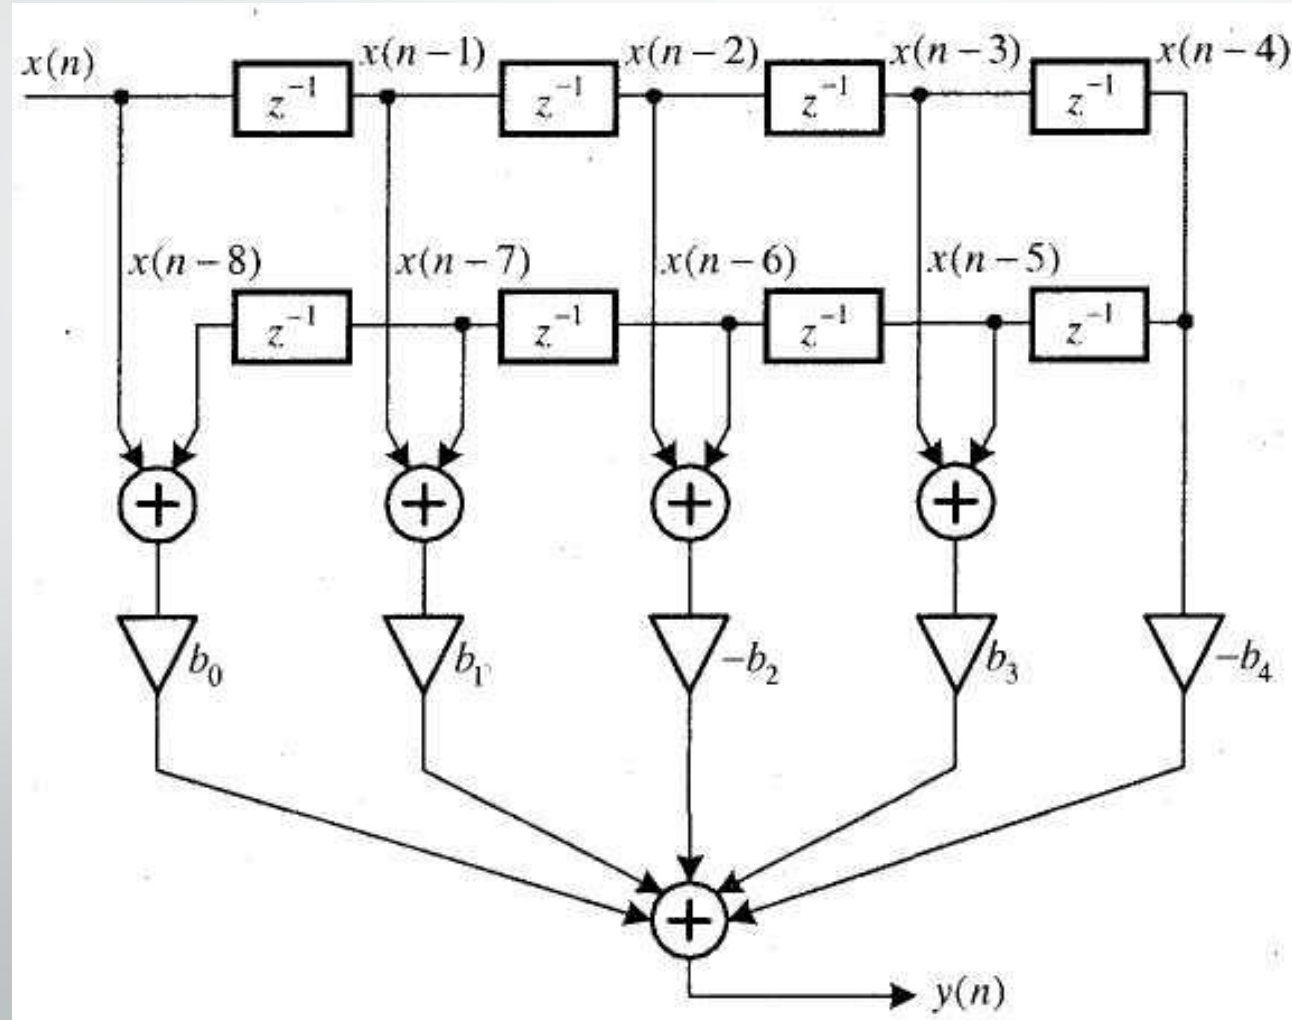 x(n) x(n − 1) x(n − 2) x(n − 3) x(n − 4)
z⁻¹ z⁻¹ z⁻¹ z⁻¹
x(n − 8) x(n − 7) x(n − 6) x(n − 5)
z⁻¹ z⁻¹ z⁻¹ z⁻¹
+ + + +
b₀ b₁ −b₂ b₃ −b₄
+
y(n)